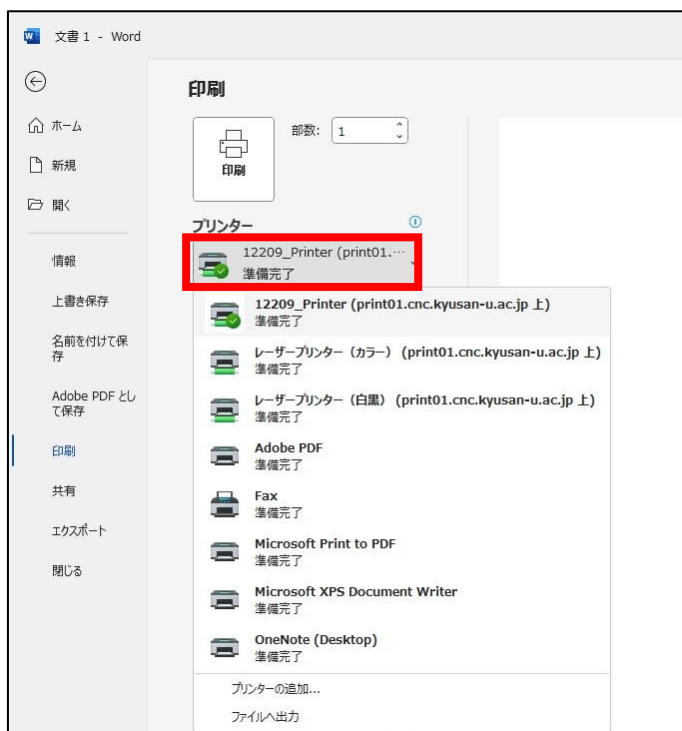 文書 1 - Word
印刷
ホーム
新規
開く
情報
上書き保存
名前を付けて保
存
Adobe PDF とし
て保存
印刷
共有
エクスポート
閉じる
印刷
部数: 1
プリンター
12209_Printer (print01.…
準備完了
12209_Printer (print01.cnc.kyusan-u.ac.jp 上)
準備完了
レーザープリンター（カラー） (print01.cnc.kyusan-u.ac.jp 上)
準備完了
レーザープリンター（白黒） (print01.cnc.kyusan-u.ac.jp 上)
準備完了
Adobe PDF
準備完了
Fax
準備完了
Microsoft Print to PDF
準備完了
Microsoft XPS Document Writer
準備完了
OneNote (Desktop)
準備完了
プリンターの追加...
ファイルへ出力